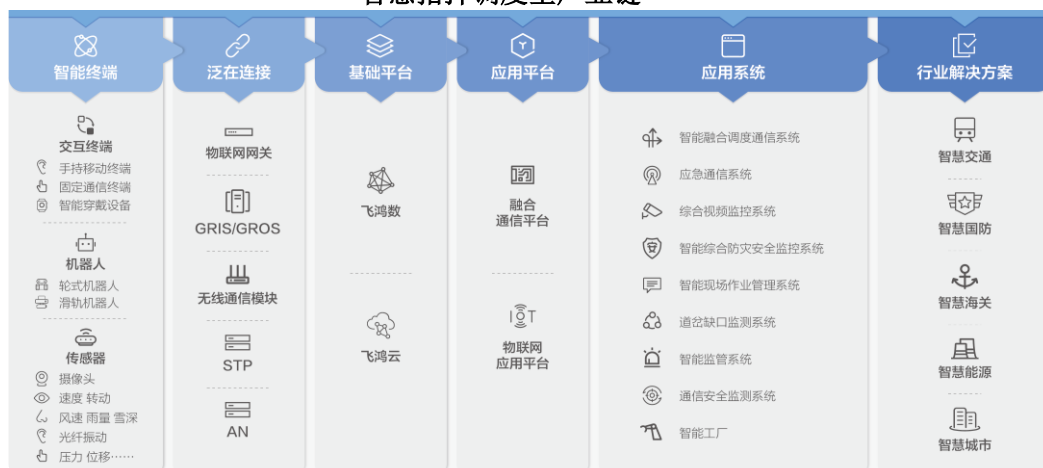 智能终端
泛在连接
基础平台
应用平台
应用系统
行业解决方案
交互终端
手持移动终端
固定通信终端
智能穿戴设备
机器人
轮式机器人
滑轨机器人
传感器
摄像头
速度 转动
风速 雨量 雪深
光纤振动
压力 位移……
物联网网关
GRIS/GROS
无线通信模块
STP
AN
飞鸿数
飞鸿云
融合
通信平台
IOT
物联网
应用平台
智能融合调度通信系统
应急通信系统
综合视频监控系统
智能综合防灾安全监控系统
智能现场作业管理系统
道岔缺口监测系统
智能监管系统
通信安全监测系统
智能工厂
智慧交通
智慧国防
智慧海关
智慧能源
智慧城市